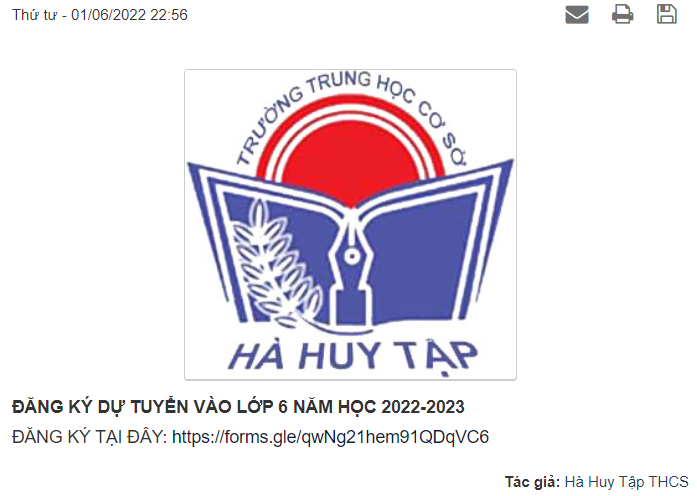 Thứ tư - 01/06/2022 22:56
TRƯỜNG TRUNG HỌC CƠ SỞ
HÀ HUY TẬP
ĐĂNG KÝ DỰ TUYỂN VÀO LỚP 6 NĂM HỌC 2022-2023
ĐĂNG KÝ TẠI ĐÂY: https://forms.gle/qwNg21hem91QDqVC6
Tác giả: Hà Huy Tập THCS